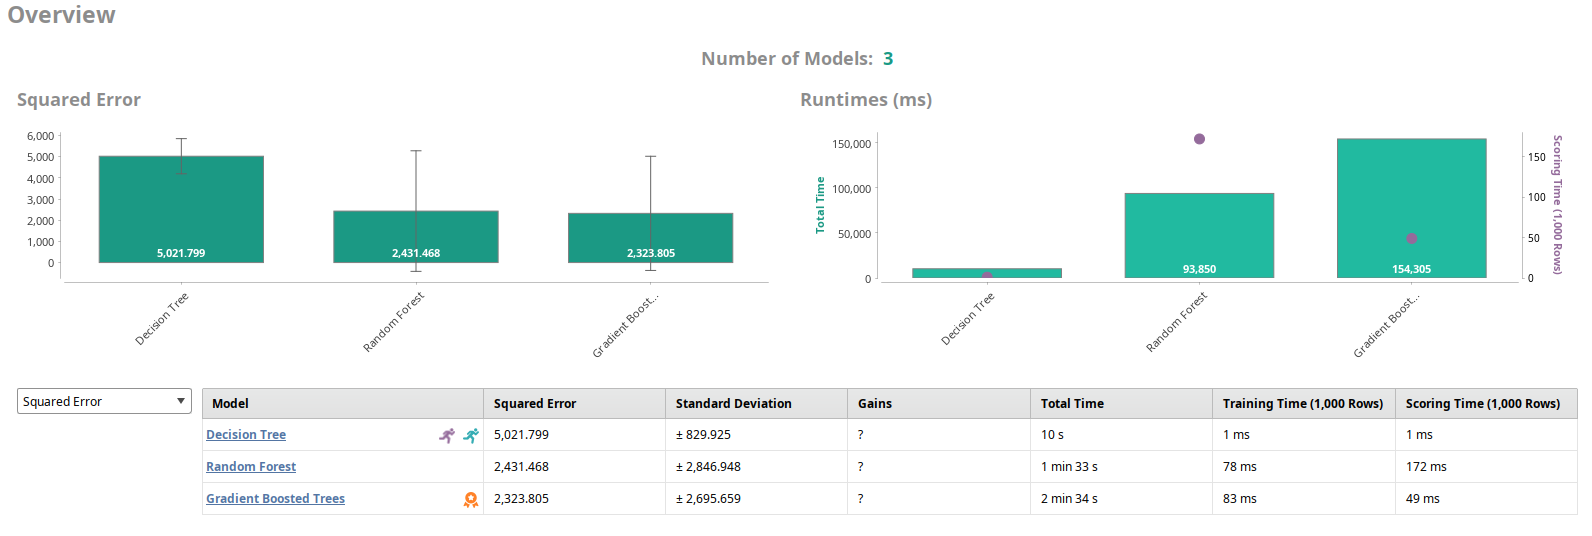 Overview
Number of Models: 3
Squared Error
6,000
5,000
4,000
3,000
2,000
1,000
0
5,021.799
2,431.468
2,323.805
Decision Tree
Random Forest
Gradient Boost...
Runtimes (ms)
Total Time
150,000
100,000
50,000
0
93,850
154,305
150
100
50
0
Scoring Time (1,000 Rows)
Decision Tree
Random Forest
Gradient Boost...
Squared Error
Model Squared Error Standard Deviation Gains Total Time Training Time (1,000 Rows) Scoring Time (1,000 Rows)
Decision Tree 5,021.799 ± 829.925 ? 10 s 1 ms 1 ms
Random Forest 2,431.468 ± 2,846.948 ? 1 min 33 s 78 ms 172 ms
Gradient Boosted Trees 2,323.805 ± 2,695.659 ? 2 min 34 s 83 ms 49 ms